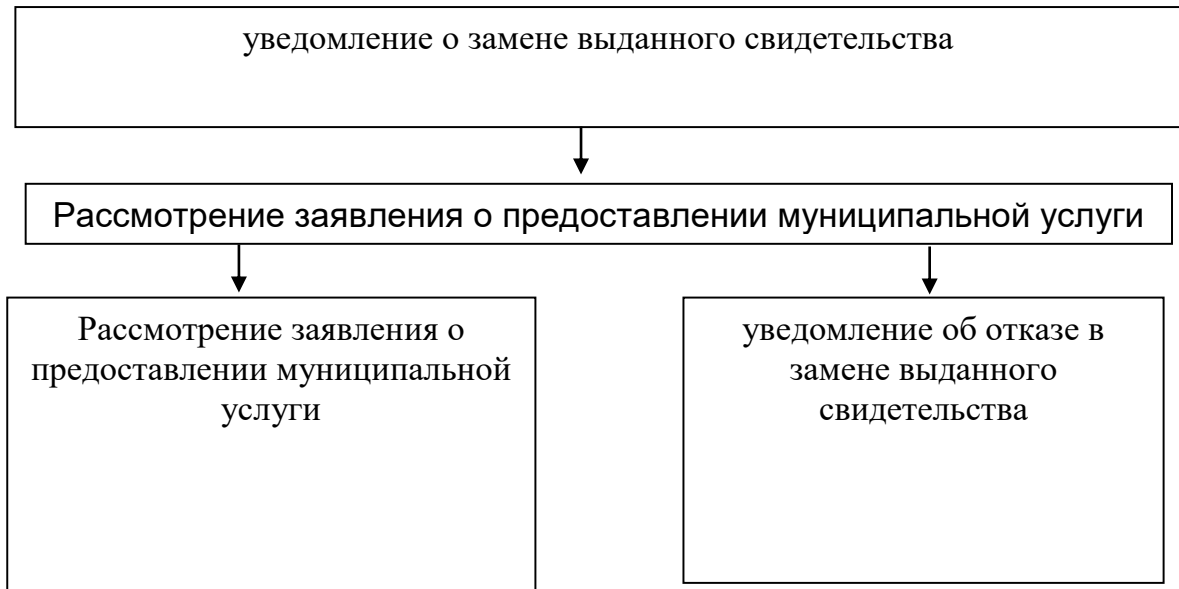 уведомление о замене выданного свидетельства
Рассмотрение заявления о предоставлении муниципальной услуги
Рассмотрение заявления о
предоставлении муниципальной
услуги
уведомление об отказе в
замене выданного
свидетельства